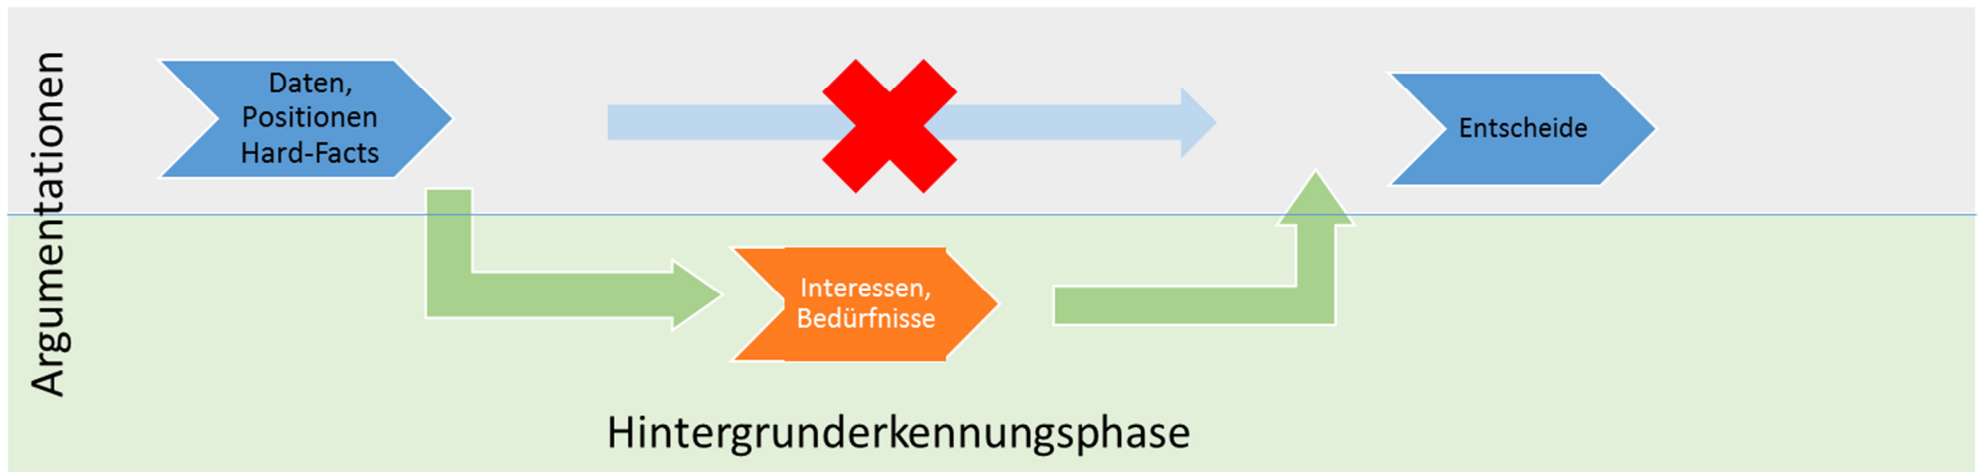 Argumentationen
Daten,
Positionen
Hard-Facts
Entscheide
Interessen,
Bedürfnisse
Hintergrunderkennungsphase